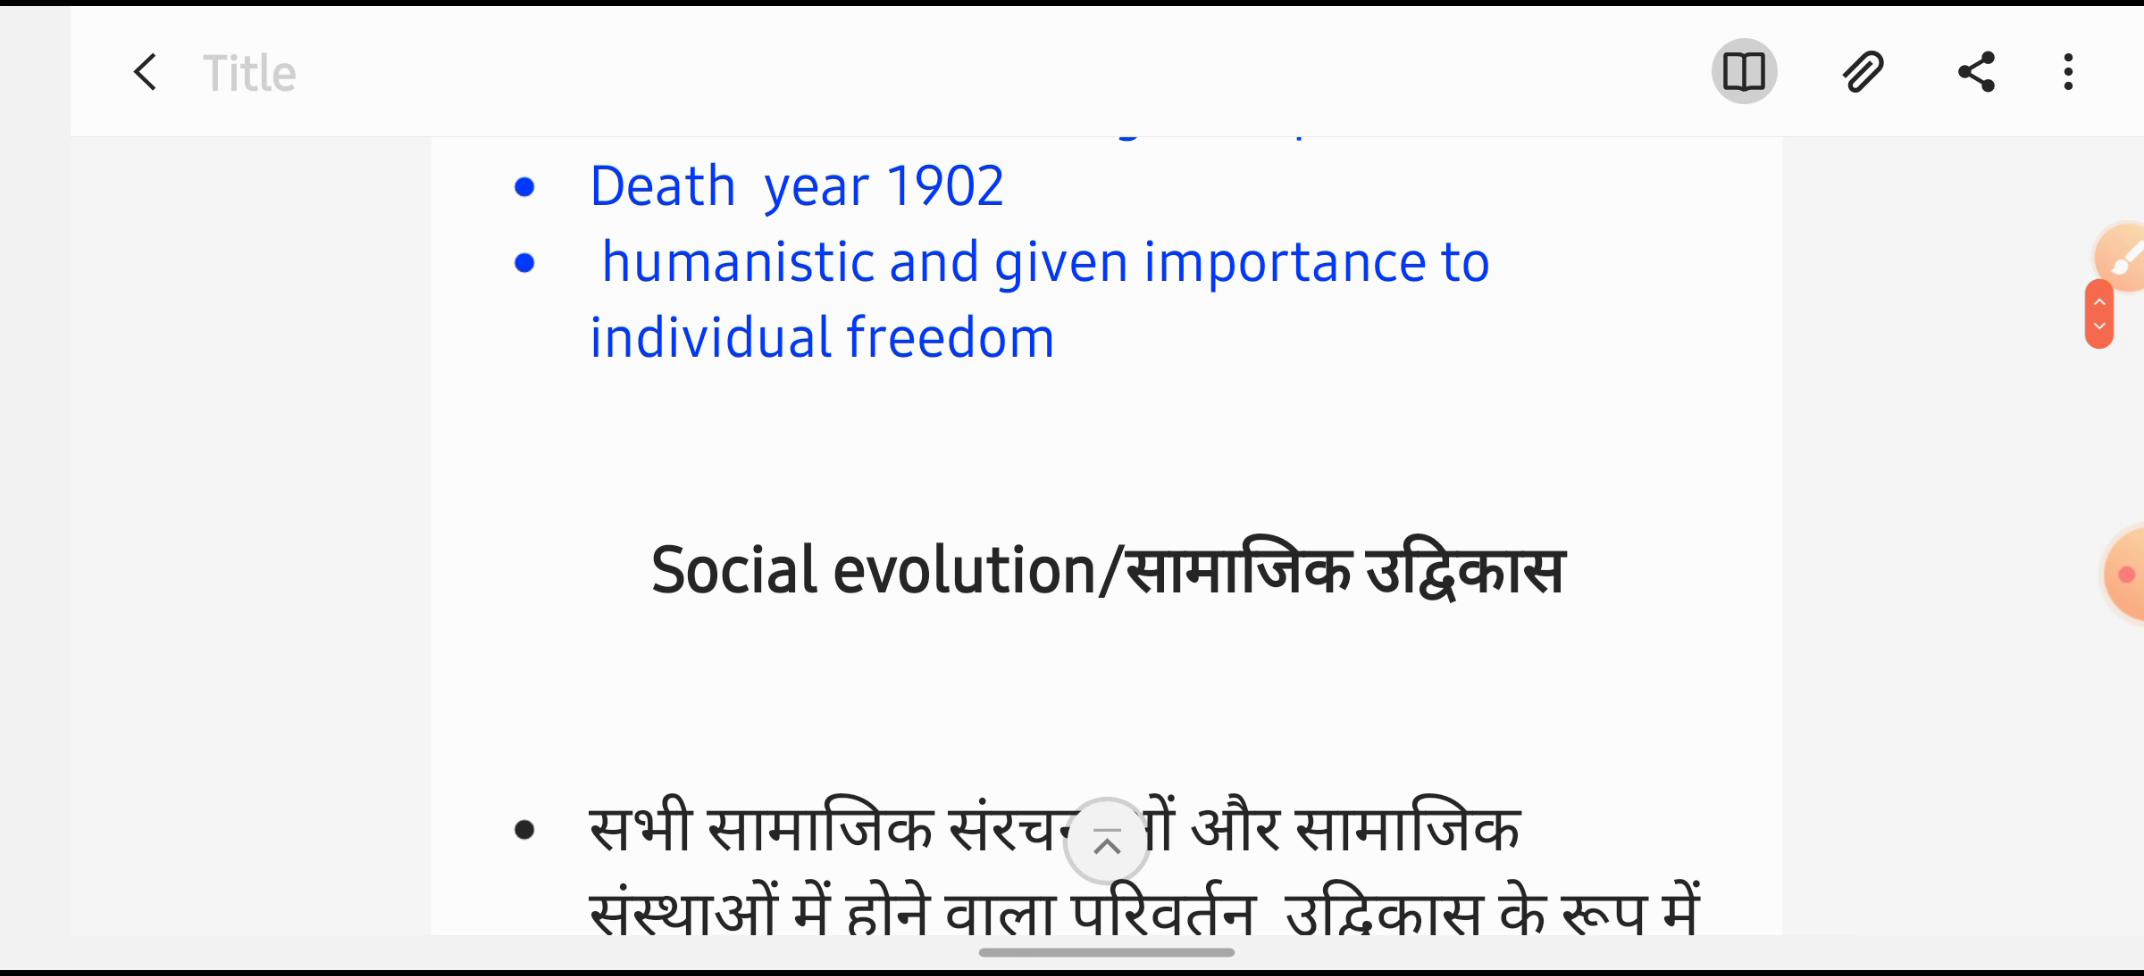 Title
Death year 1902
humanistic and given importance to
individual freedom
Social evolution/सामाजिक उद्विकास
सभी सामाजिक और सामाजिक
संस्थाओं में होने वाला परिवर्तन उद्विकास के रूप में